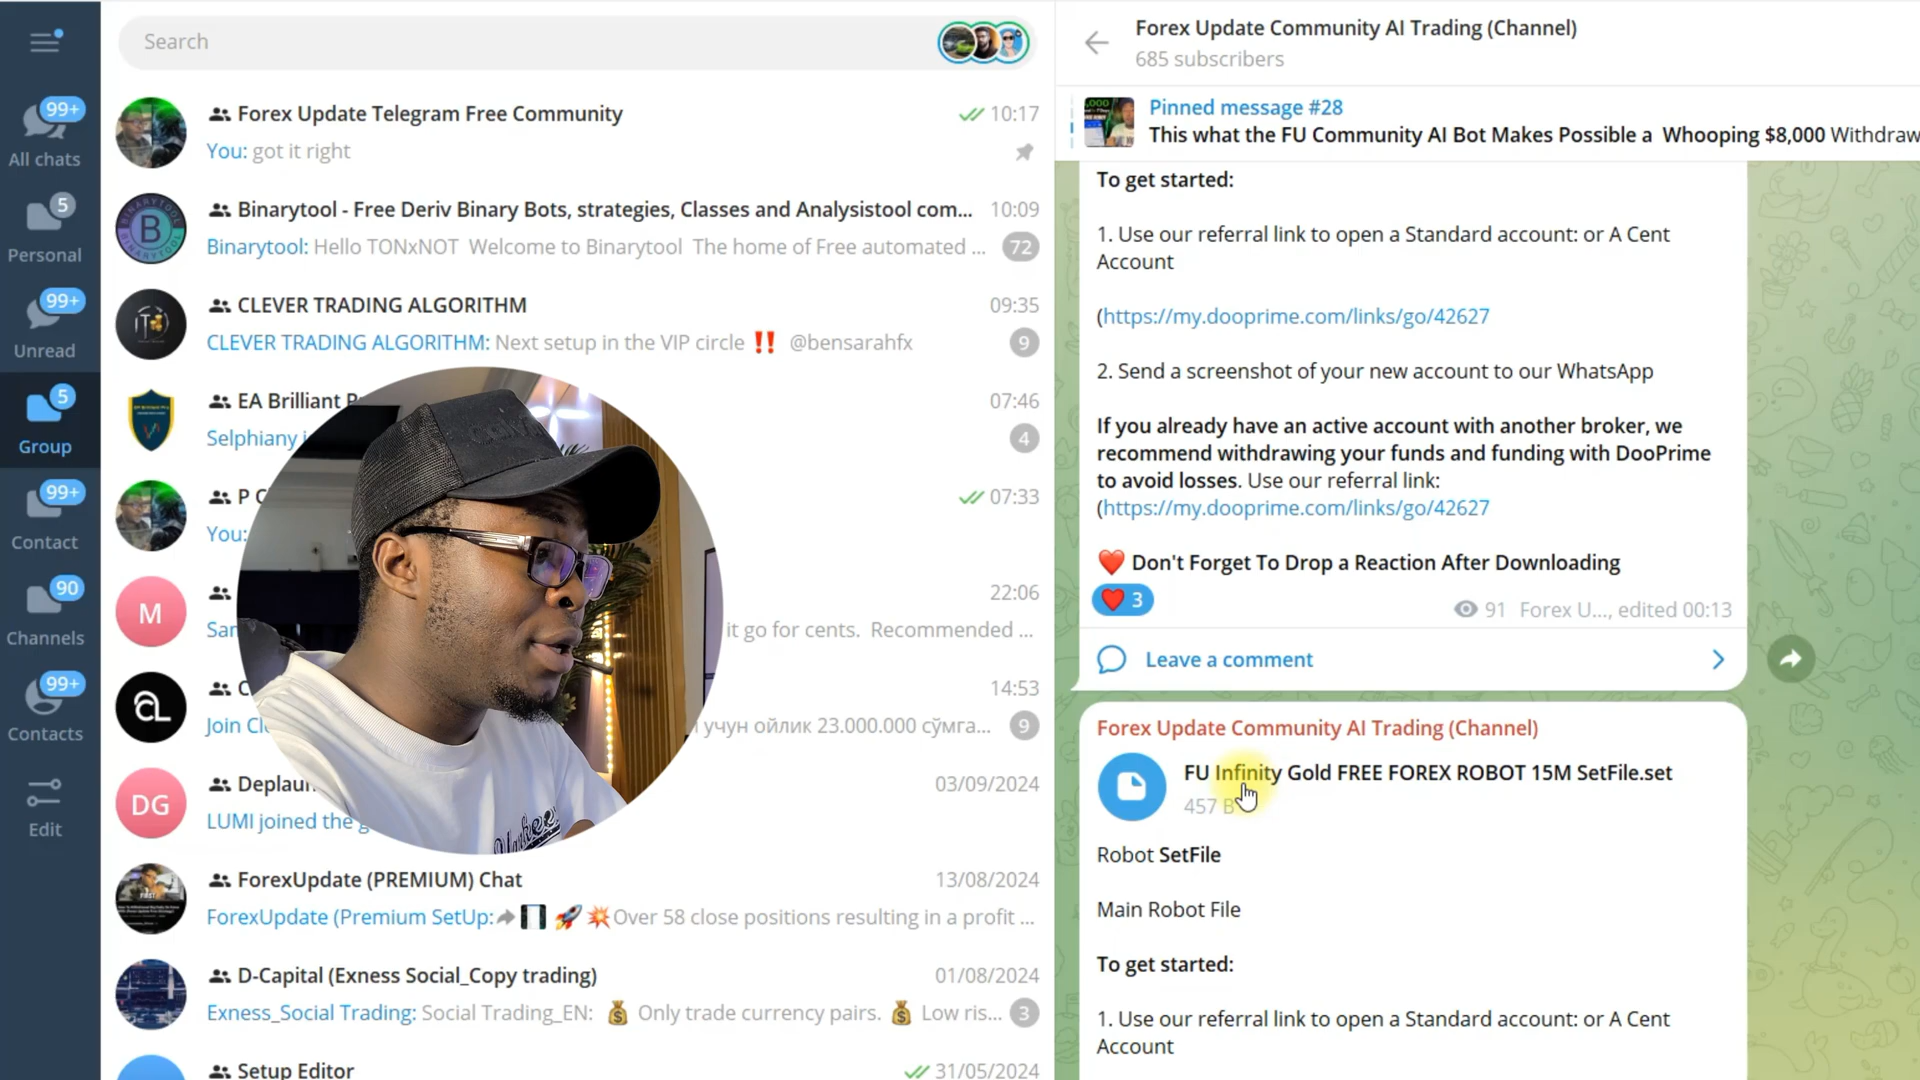 Search
99+
All chats
5
Personal
99+
Unread
5
Group
99+
Contact
90
Channels
99+
Contacts
Edit
Forex Update Telegram Free Community
10:17
You: got it right
B
Binarytool - Free Deriv Binary Bots, strategies, Classes and Analysistool com...
10:09
Binarytool: Hello TONxNOT Welcome to Binarytool The home of Free automated ...
72
CLEVER TRADING ALGORITHM
09:35
CLEVER TRADING ALGORITHM: Next setup in the VIP circle ‼️ @bensarahfx
9
EA Brilliant
07:46
Selphiany
4
P
07:33
You:
M
22:06
it go for cents. Recommended ...
14:53
Join
учун ойлик 23.000.000 сўмга...
9
DG
03/09/2024
LUMI joined the
ForexUpdate (PREMIUM) Chat
13/08/2024
ForexUpdate (Premium SetUp: Over 58 close positions resulting in a profit ...
D-Capital (Exness Social_Copy trading)
01/08/2024
Exness_Social Trading: Social Trading_EN: 💰 Only trade currency pairs. 💰 Low ris...
3
Setup Editor
31/05/2024
Forex Update Community AI Trading (Channel)
685 subscribers
Pinned message #28
This what the FU Community AI Bot Makes Possible a Whooping $8,000 Withdraw
To get started:
1. Use our referral link to open a Standard account: or A Cent
Account
(https://my.dooprime.com/links/go/42627
2. Send a screenshot of your new account to our WhatsApp
If you already have an active account with another broker, we
recommend withdrawing your funds and funding with DooPrime
to avoid losses. Use our referral link:
(https://my.dooprime.com/links/go/42627
❤️ Don't Forget To Drop a Reaction After Downloading
❤️ 3
91 Forex U..., edited 00:13
Leave a comment
Forex Update Community AI Trading (Channel)
FU Infinity Gold FREE FOREX ROBOT 15M SetFile.set
457 B
Robot SetFile
Main Robot File
To get started:
1. Use our referral link to open a Standard account: or A Cent
Account